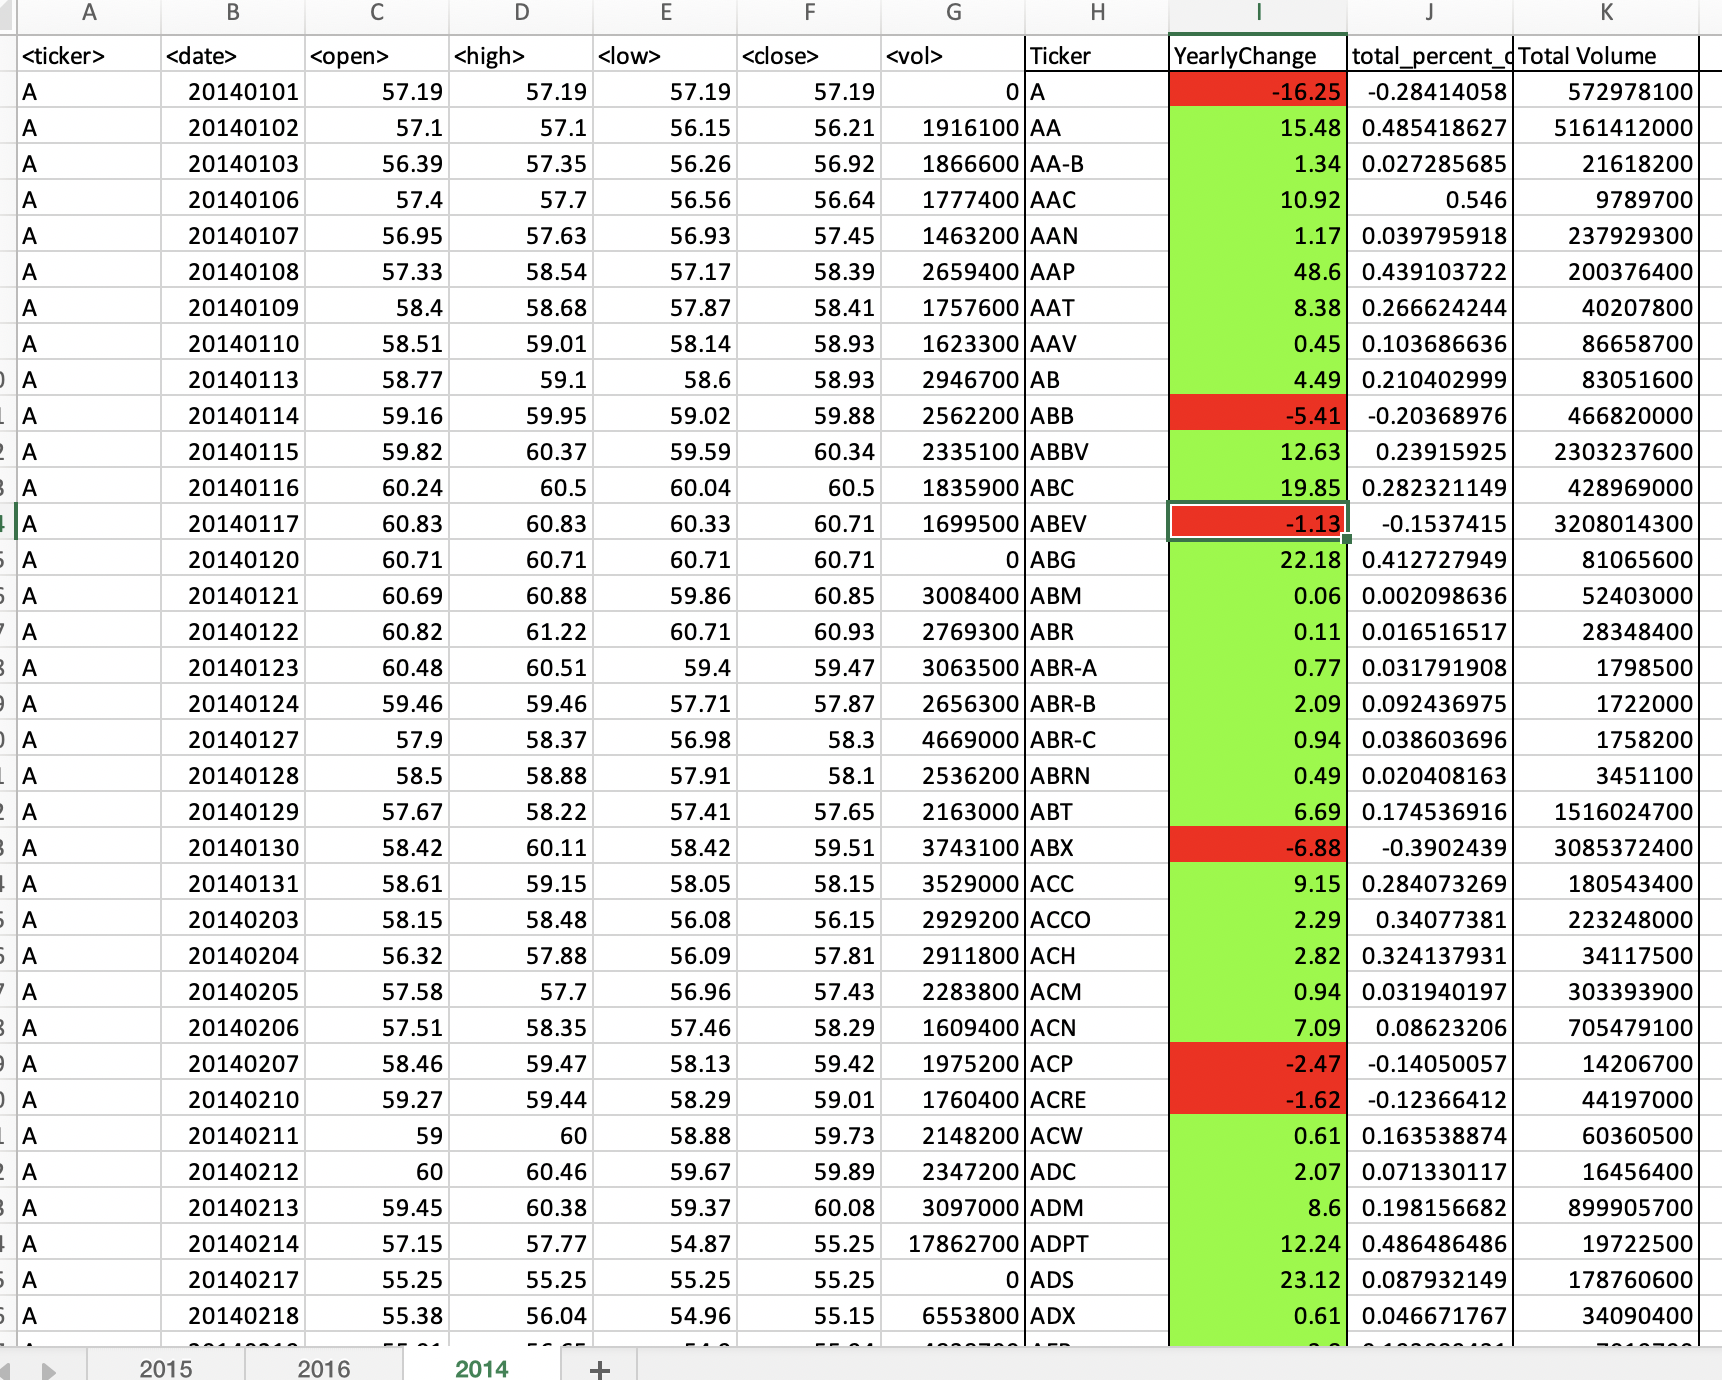 A B C D E F G H I J K
<ticker> <date> <open> <high> <low> <close> <vol> Ticker YearlyChange total_percent_c Total Volume
A 20140101 57.19 57.19 57.19 57.19 0 A -16.25 -0.28414058 572978100
A 20140102 57.1 57.1 56.15 56.21 1916100 AA 15.48 0.485418627 5161412000
A 20140103 56.39 57.35 56.26 56.92 1866600 AA-B 1.34 0.027285685 21618200
A 20140106 57.4 57.7 56.56 56.64 1777400 AAC 10.92 0.546 9789700
A 20140107 56.95 57.63 56.93 57.45 1463200 AAN 1.17 0.039795918 237929300
A 20140108 57.33 58.54 57.17 58.39 2659400 AAP 48.6 0.439103722 200376400
A 20140109 58.4 58.68 57.87 58.41 1757600 AAT 8.38 0.266624244 40207800
A 20140110 58.51 59.01 58.14 58.93 1623300 AAV 0.45 0.103686636 86658700
A 20140113 58.77 59.1 58.6 58.93 2946700 AB 4.49 0.210402999 83051600
A 20140114 59.16 59.95 59.02 59.88 2562200 ABB -5.41 -0.20368976 466820000
A 20140115 59.82 60.37 59.59 60.34 2335100 ABBV 12.63 0.23915925 2303237600
A 20140116 60.24 60.5 60.04 60.5 1835900 ABC 19.85 0.282321149 428969000
A 20140117 60.83 60.83 60.33 60.71 1699500 ABEV -1.13 -0.1537415 3208014300
A 20140120 60.71 60.71 60.71 60.71 0 ABG 22.18 0.412727949 81065600
A 20140121 60.69 60.88 59.86 60.85 3008400 ABM 0.06 0.002098636 52403000
A 20140122 60.82 61.22 60.71 60.93 2769300 ABR 0.11 0.016516517 28348400
A 20140123 60.48 60.51 59.4 59.47 3063500 ABR-A 0.77 0.031791908 1798500
A 20140124 59.46 59.46 57.71 57.87 2656300 ABR-B 2.09 0.092436975 1722000
A 20140127 57.9 58.37 56.98 58.3 4669000 ABR-C 0.94 0.038603696 1758200
A 20140128 58.5 58.88 57.91 58.1 2536200 ABRN 0.49 0.020408163 3451100
A 20140129 57.67 58.22 57.41 57.65 2163000 ABT 6.69 0.174536916 1516024700
A 20140130 58.42 60.11 58.42 59.51 3743100 ABX -6.88 -0.3902439 3085372400
A 20140131 58.61 59.15 58.05 58.15 3529000 ACC 9.15 0.284073269 180543400
A 20140203 58.15 58.48 56.08 56.15 2929200 ACCO 2.29 0.34077381 223248000
A 20140204 56.32 57.88 56.09 57.81 2911800 ACH 2.82 0.324137931 34117500
A 20140205 57.58 57.7 56.96 57.43 2283800 ACM 0.94 0.031940197 303393900
A 20140206 57.51 58.35 57.46 58.29 1609400 ACN 7.09 0.08623206 705479100
A 20140207 58.46 59.47 58.13 59.42 1975200 ACP -2.47 -0.14050057 14206700
A 20140210 59.27 59.44 58.29 59.01 1760400 ACRE -1.62 -0.12366412 44197000
A 20140211 59 60 58.88 59.73 2148200 ACW 0.61 0.163538874 60360500
A 20140212 60 60.46 59.67 59.89 2347200 ADC 2.07 0.071330117 16456400
A 20140213 59.45 60.38 59.37 60.08 3097000 ADM 8.6 0.198156682 899905700
A 20140214 57.15 57.77 54.87 55.25 17862700 ADPT 12.24 0.486486486 19722500
A 20140217 55.25 55.25 55.25 55.25 0 ADS 23.12 0.087932149 178760600
A 20140218 55.38 56.04 54.96 55.15 6553800 ADX 0.61 0.046671767 34090400
2015 2016 2014 +